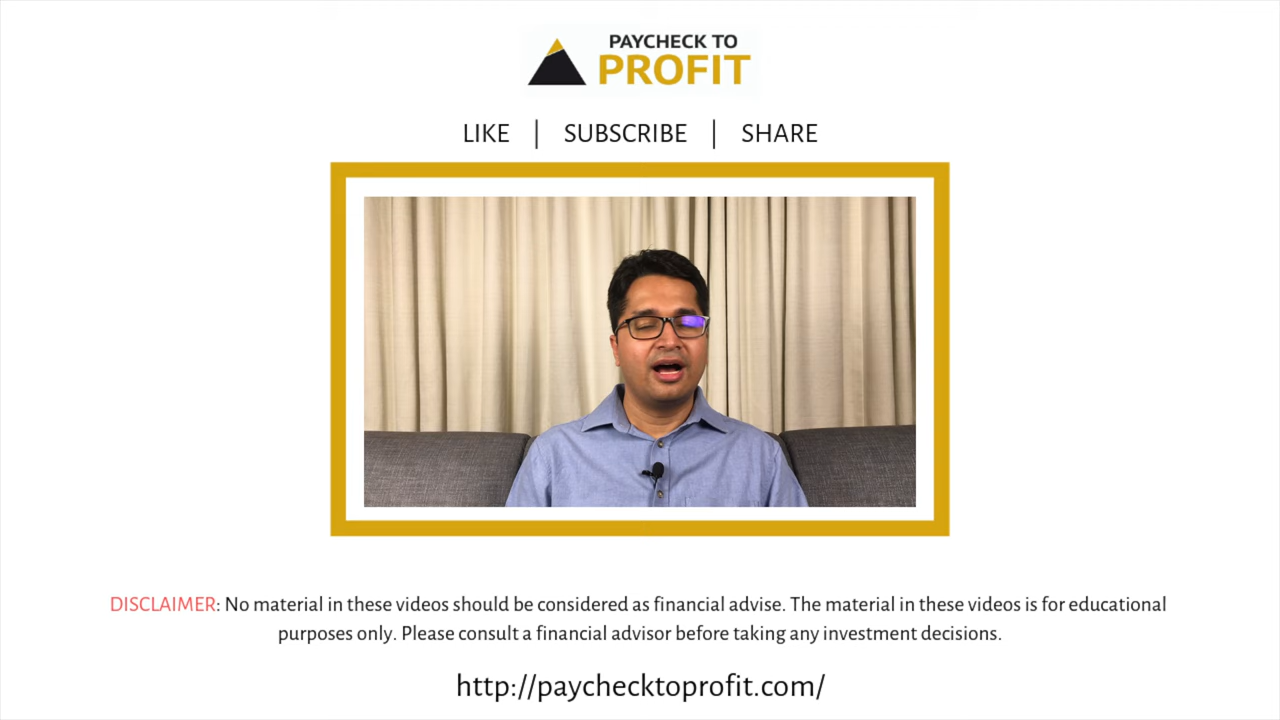 PAYCHECK TO
PROFIT
LIKE | SUBSCRIBE | SHARE
DISCLAIMER: No material in these videos should be considered as financial advise. The material in these videos is for educational
purposes only. Please consult a financial advisor before taking any investment decisions.
http://paychecktoprofit.com/